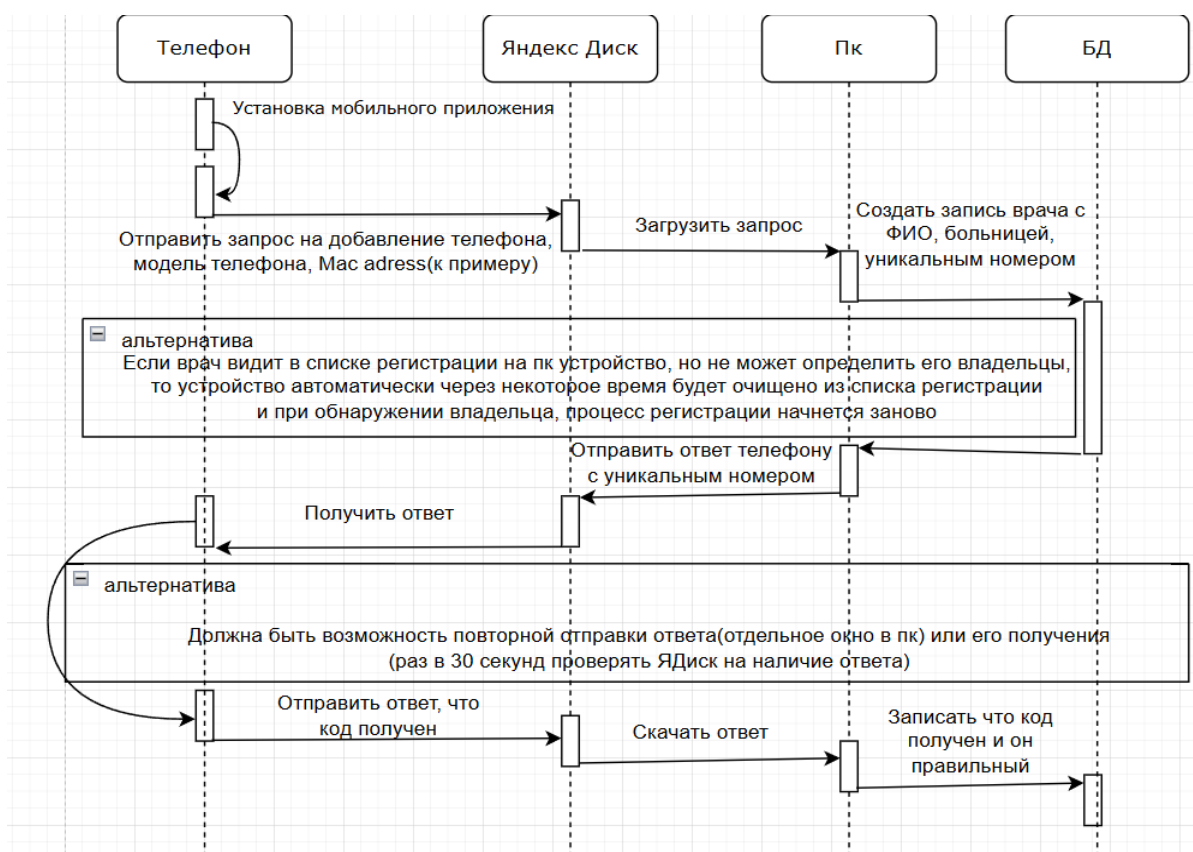 Телефон
Яндекс Диск
Пк
БД
Установка мобильного приложения
Отправить запрос на добавление телефона,
модель телефона, Mac adress(к примеру)
Загрузить запрос
Создать запись врача с
ФИО, больницей,
уникальным номером
альтернатива
Если врач видит в списке регистрации на пк устройство, но не может определить его владельцы,
то устройство автоматически через некоторое время будет очищено из списка регистрации
и при обнаружении владельца, процесс регистрации начнется заново
Отправить ответ телефону
с уникальным номером
Получить ответ
альтернатива
Должна быть возможность повторной отправки ответа(отдельное окно в пк) или его получения
(раз в 30 секунд проверять ЯДиск на наличие ответа)
Отправить ответ, что
код получен
Скачать ответ
Записать что код
получен и он
правильный